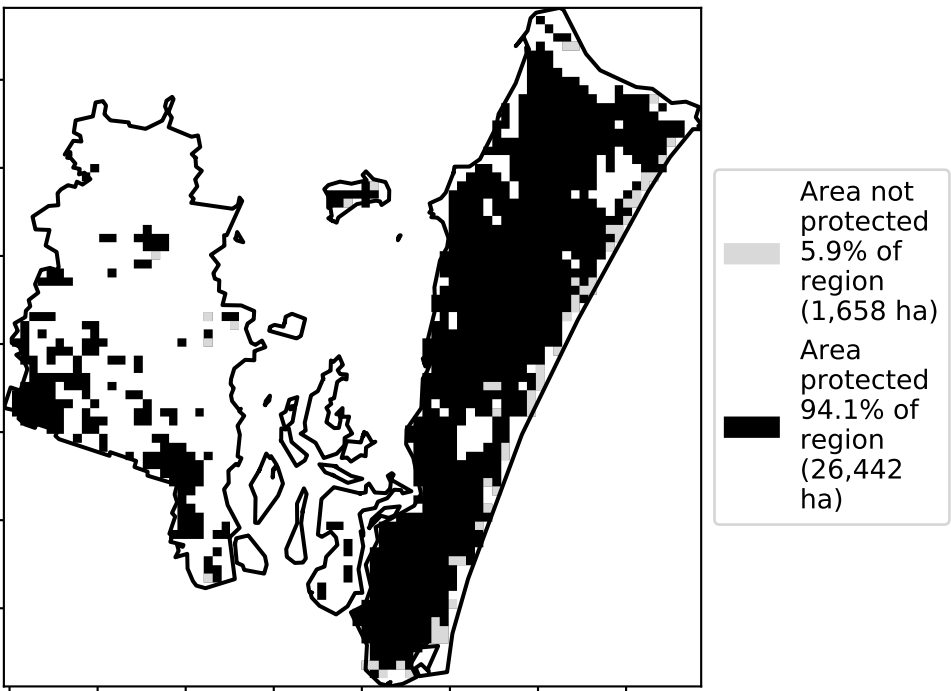 Area not
protected
5.9% of
region
(1,658 ha)
Area
protected
94.1% of
region
(26,442
ha)